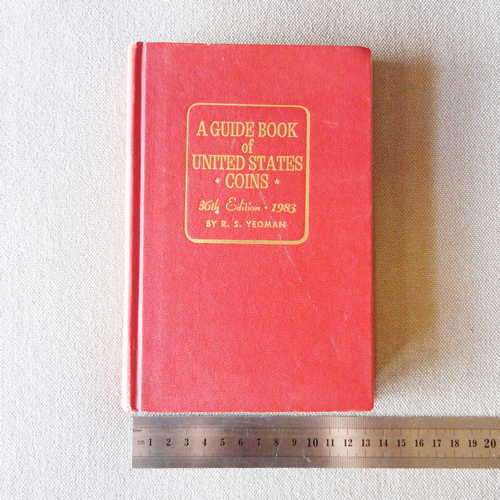 A GUIDE BOOK
of
UNITED STATES
• COINS •
36th Edition • 1983
BY R. S. YEOMAN
1 2 3 4 5 6 7 8 9 10 11 12 13 14 15 16 17 18 19 20